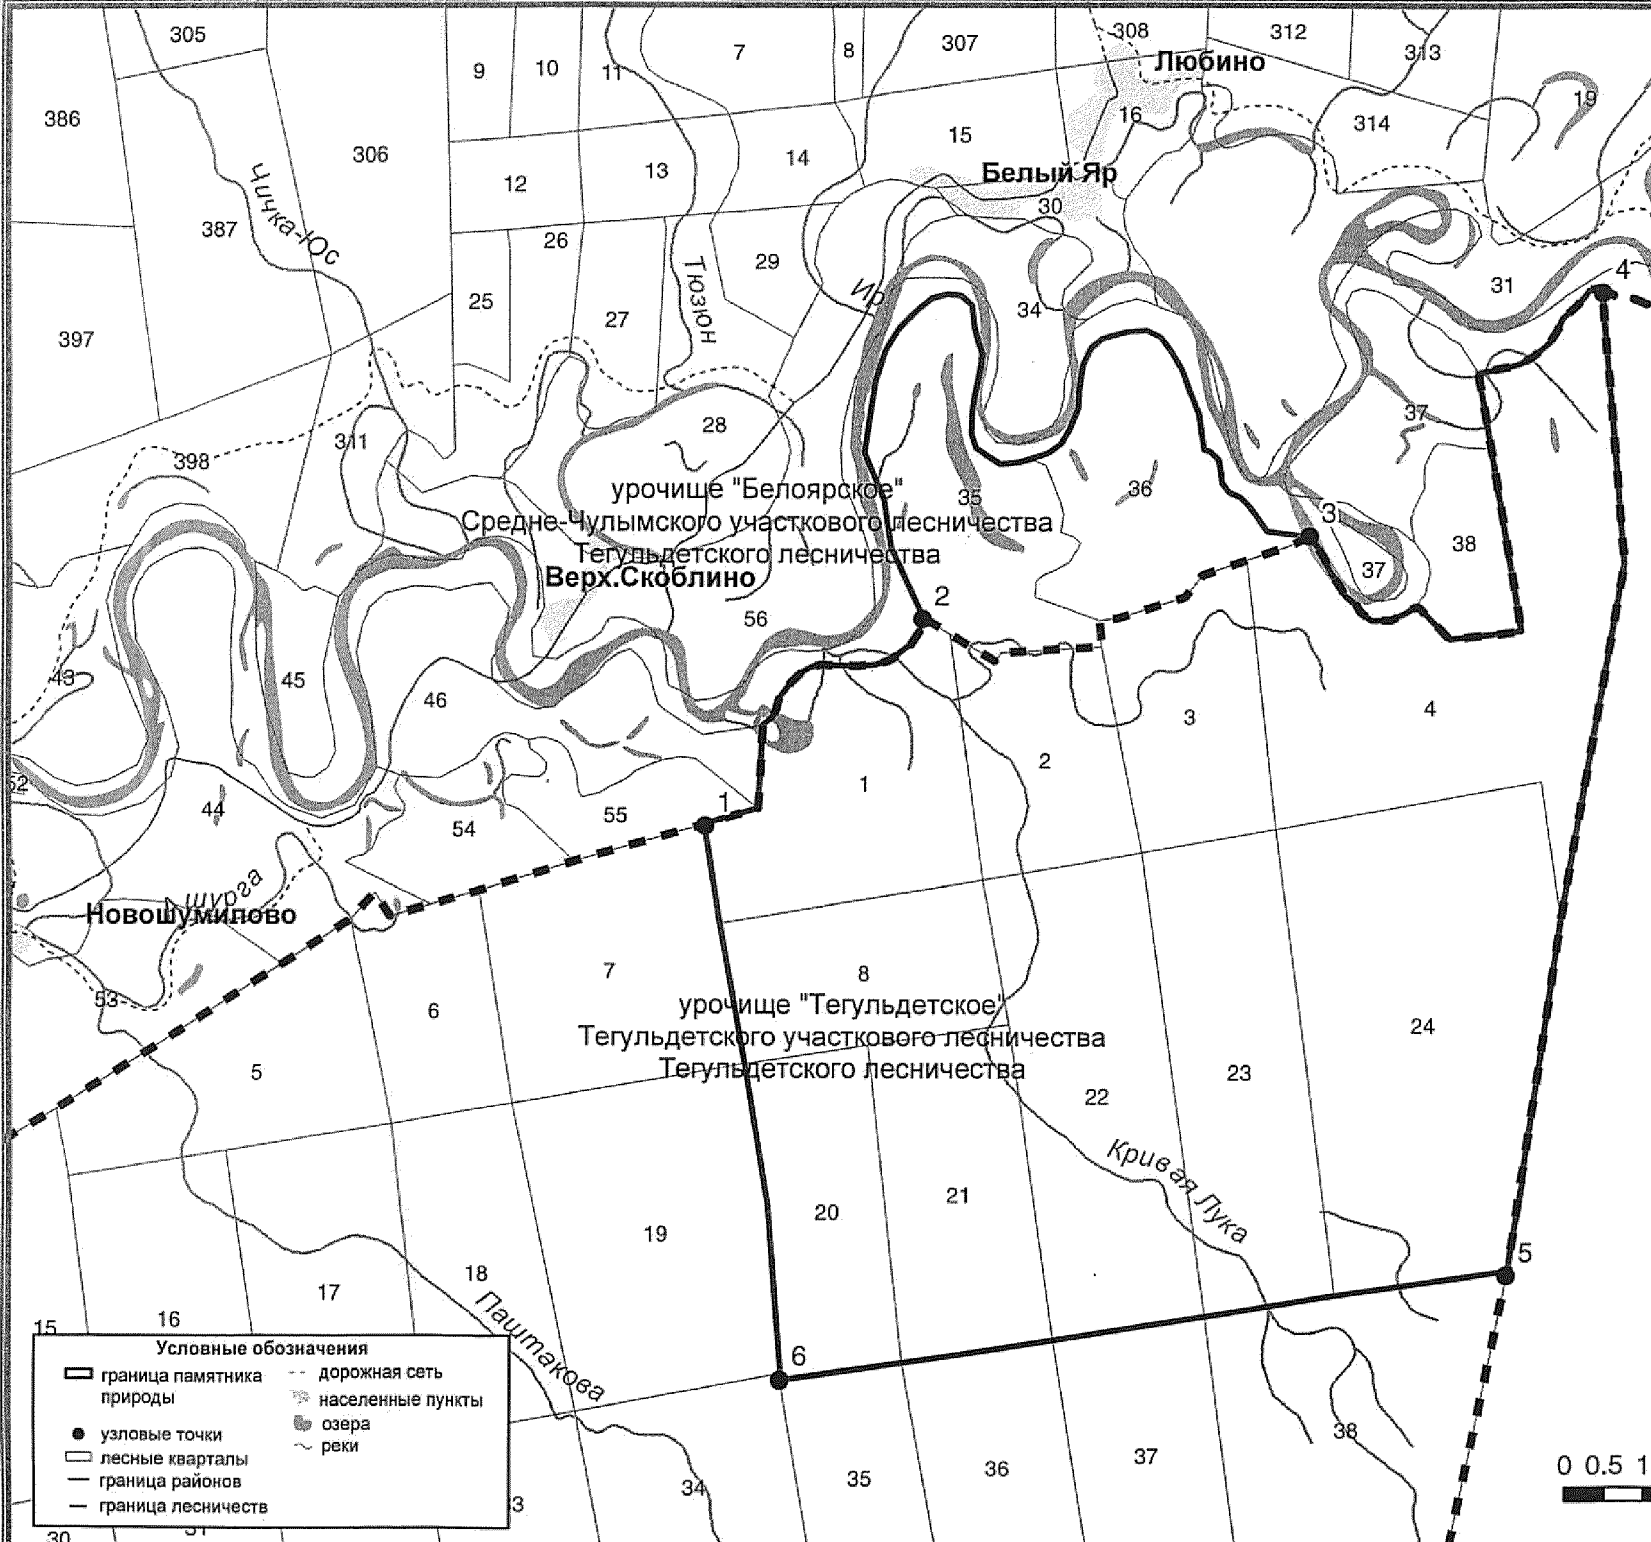 305
7
8
307
308
312
313
9
10
11
Любино
386
306
12
13
14
15
16
314
19
Белый Яр
30
Чичка-Юс
387
26
29
Тюзюн
Ир
31
4
25
27
34
397
311
28
37
398
урочище "Белоярское"
35
36
Средне-Чулымского участкового лесничества
3
Тегульдетского лесничества
38
Верх.Скоблино
37
2
56
43
45
46
3
4
2
52
44
54
55
1
1
шурга
Новошумилово
53
6
7
8
урочище "Тегульдетское"
Тегульдетского участкового лесничества
24
Тегульдетского лесничества
5
22
23
Кривая Лука
19
20
21
5
18
17
16
15
Паштакова
6
Условные обозначения
граница памятника
природы
узловые точки
лесные кварталы
граница районов
граница лесничеств
дорожная сеть
населенные пункты
озера
реки
38
34
35
36
37
0 0.5 1
30